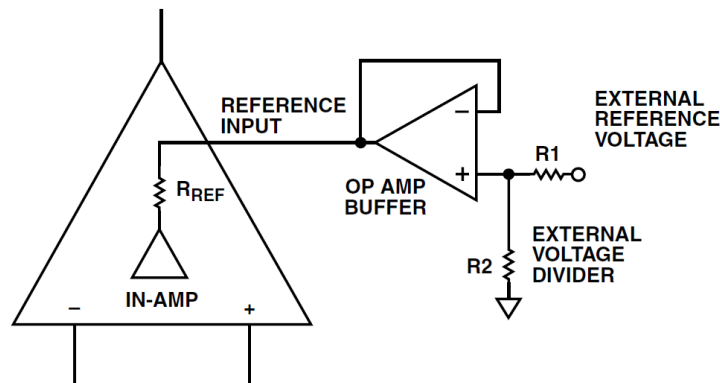 REFERENCE
INPUT
EXTERNAL
REFERENCE
VOLTAGE
−
R1
+
RREF
OP AMP
BUFFER
R2
EXTERNAL
VOLTAGE
DIVIDER
IN-AMP
−
+